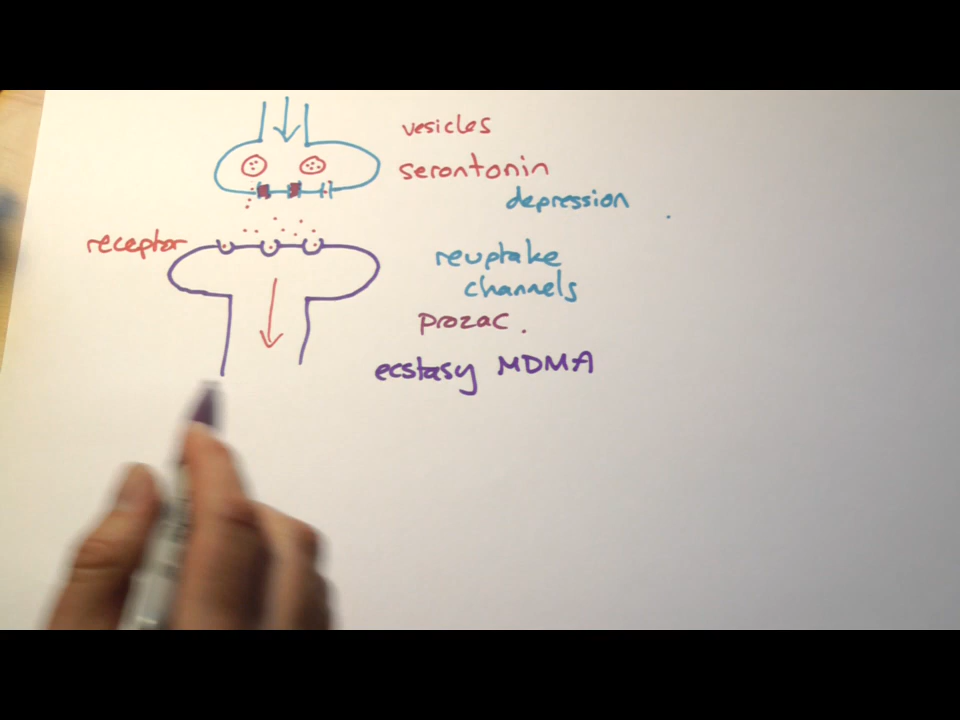 vesicles
serontonin
depression
receptor
reuptake
channels
prozac.
ecstasy MDMA